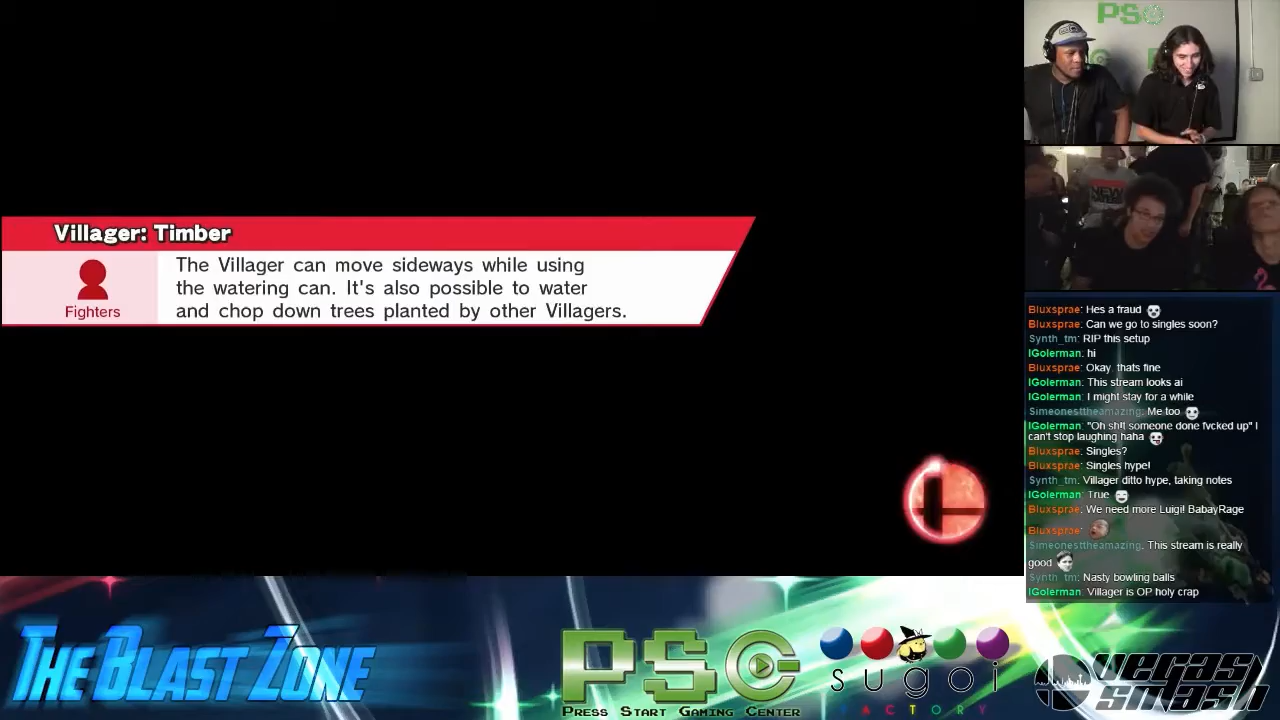 PSG
Villager: Timber
Fighters
The Villager can move sideways while using
the watering can. It's also possible to water
and chop down trees planted by other Villagers.
NEW
Bluxsprae: Hes a fraud
Bluxsprae: Can we go to singles soon?
Synth_tm: RIP this setup
IGolerman: hi
Bluxsprae: Okay, thats fine
IGolerman: This stream looks ai
IGolerman: I might stay for a while
Simeonesttheamazing: Me too
IGolerman: "Oh sh!t someone done fvcked up" I
can't stop laughing haha
Bluxsprae: Singles?
Bluxsprae: Singles hype!
Synth_tm: Villager ditto hype, taking notes
IGolerman: True
Bluxsprae: We need more Luigi! BabayRage
Bluxsprae:
Simeonesttheamazing: This stream is really
good
Synth_tm: Nasty bowling balls
IGolerman: Villager is OP holy crap
THE BLAST ZONE
PSG
PRESS START GAMING CENTER
sugoi
FACTORY
VEGAS
SMASH